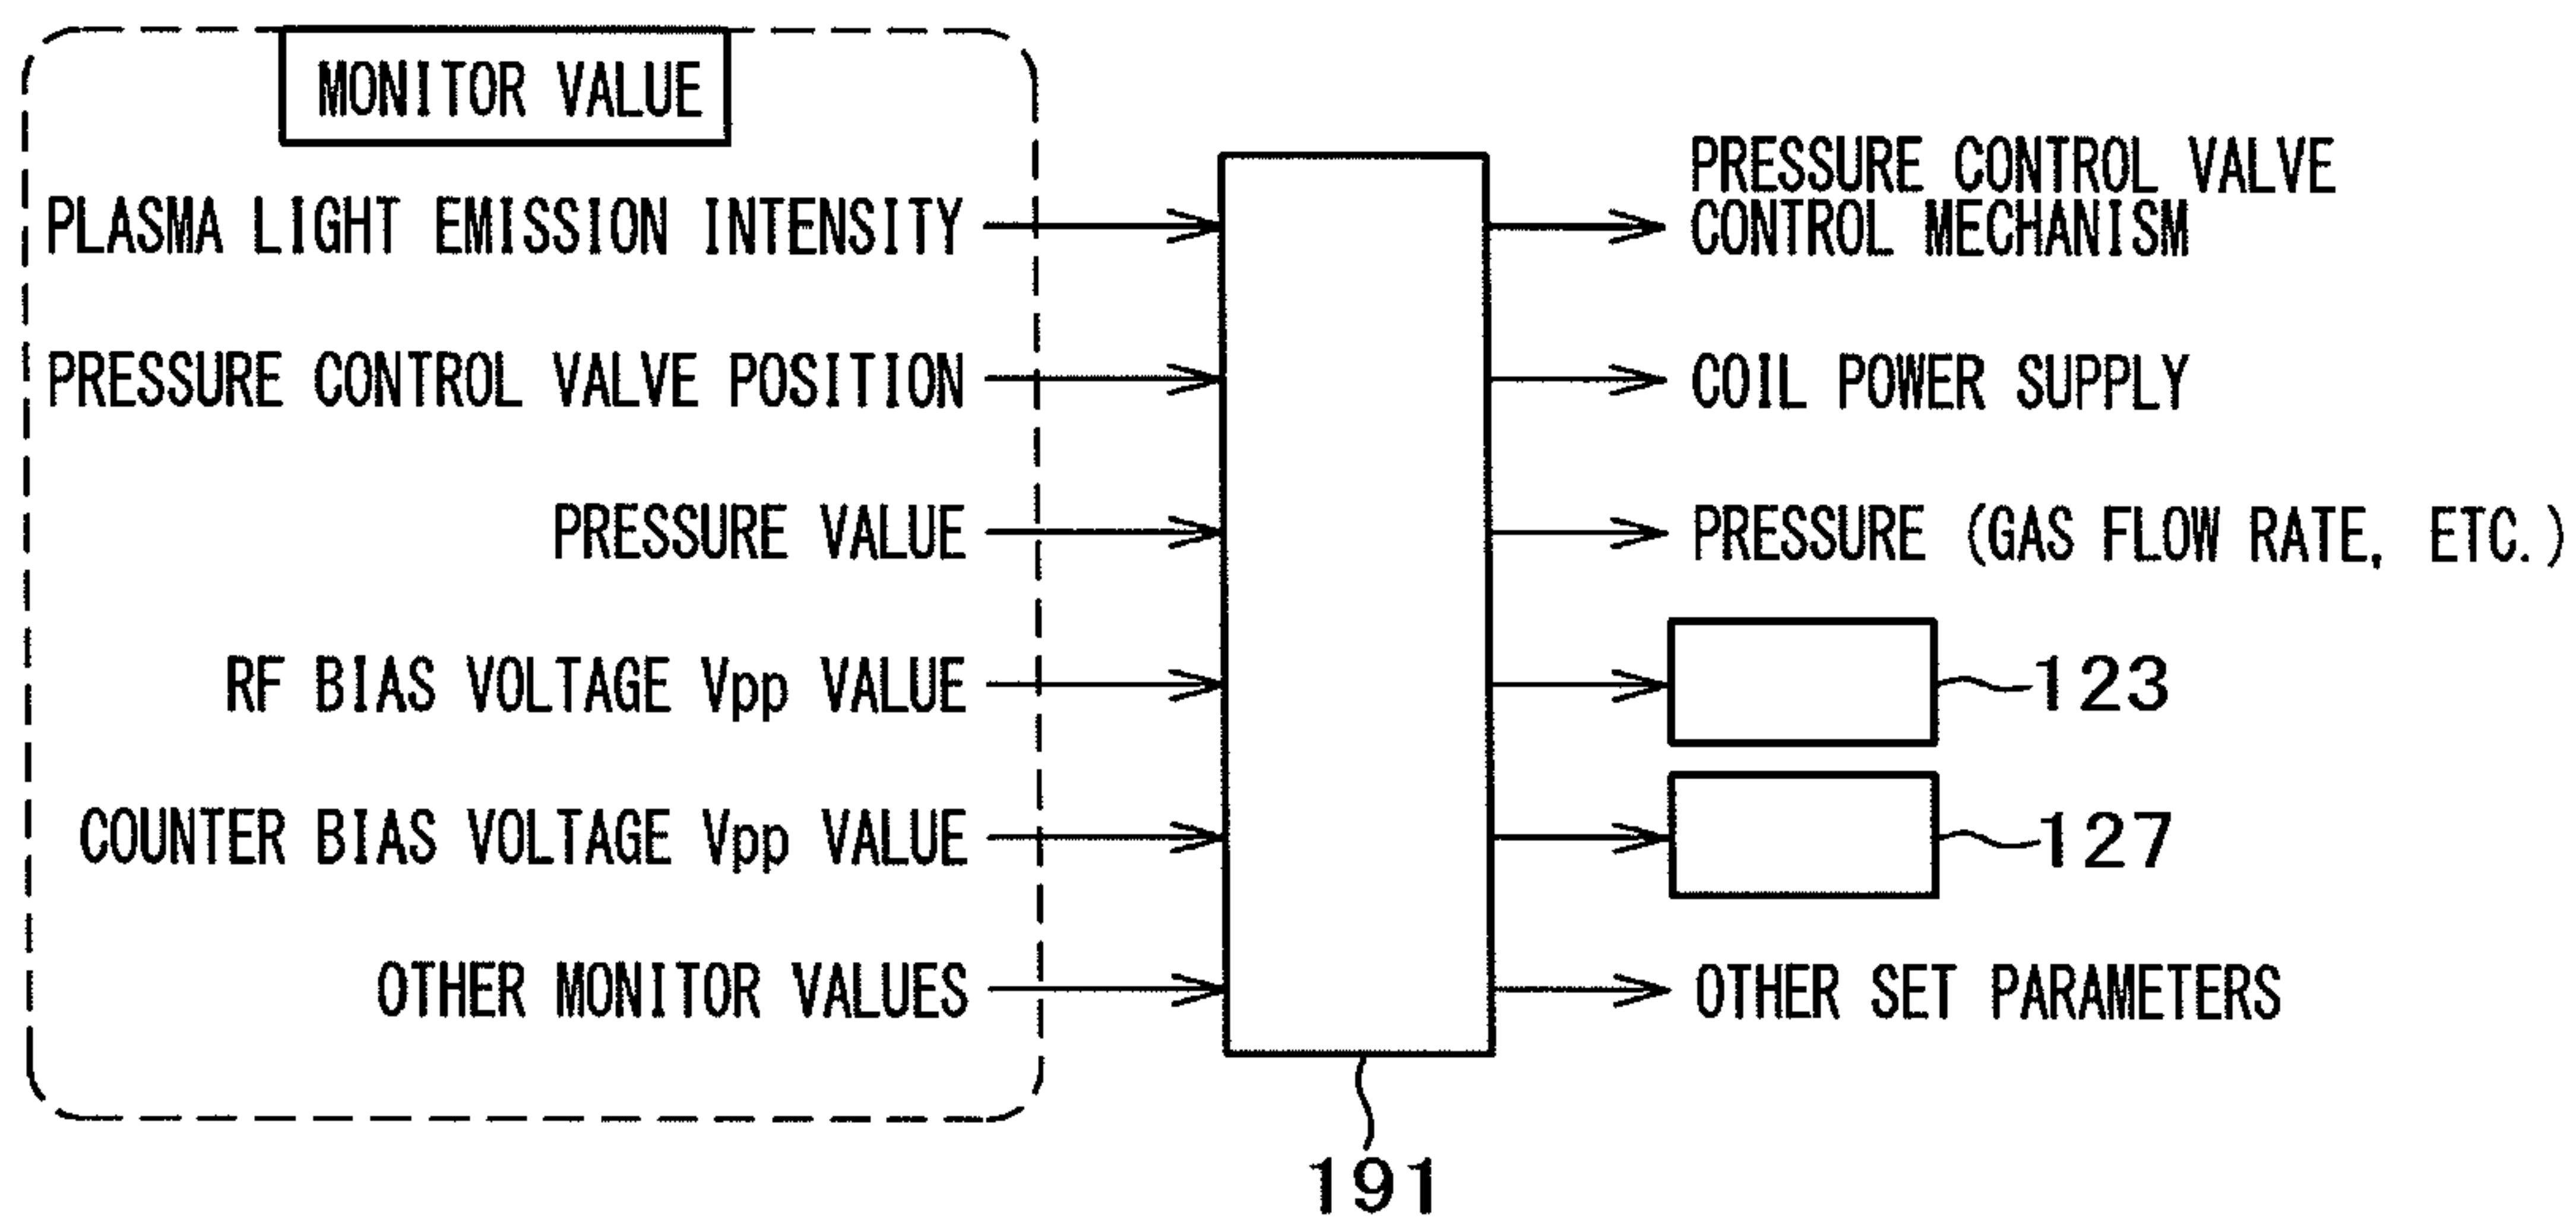 MONITOR VALUE
PLASMA LIGHT EMISSION INTENSITY
PRESSURE CONTROL VALVE POSITION
PRESSURE VALUE
RF BIAS VOLTAGE Vpp VALUE
COUNTER BIAS VOLTAGE Vpp VALUE
OTHER MONITOR VALUES
191
PRESSURE CONTROL VALVE
CONTROL MECHANISM
COIL POWER SUPPLY
PRESSURE (GAS FLOW RATE, ETC.)
123
127
OTHER SET PARAMETERS